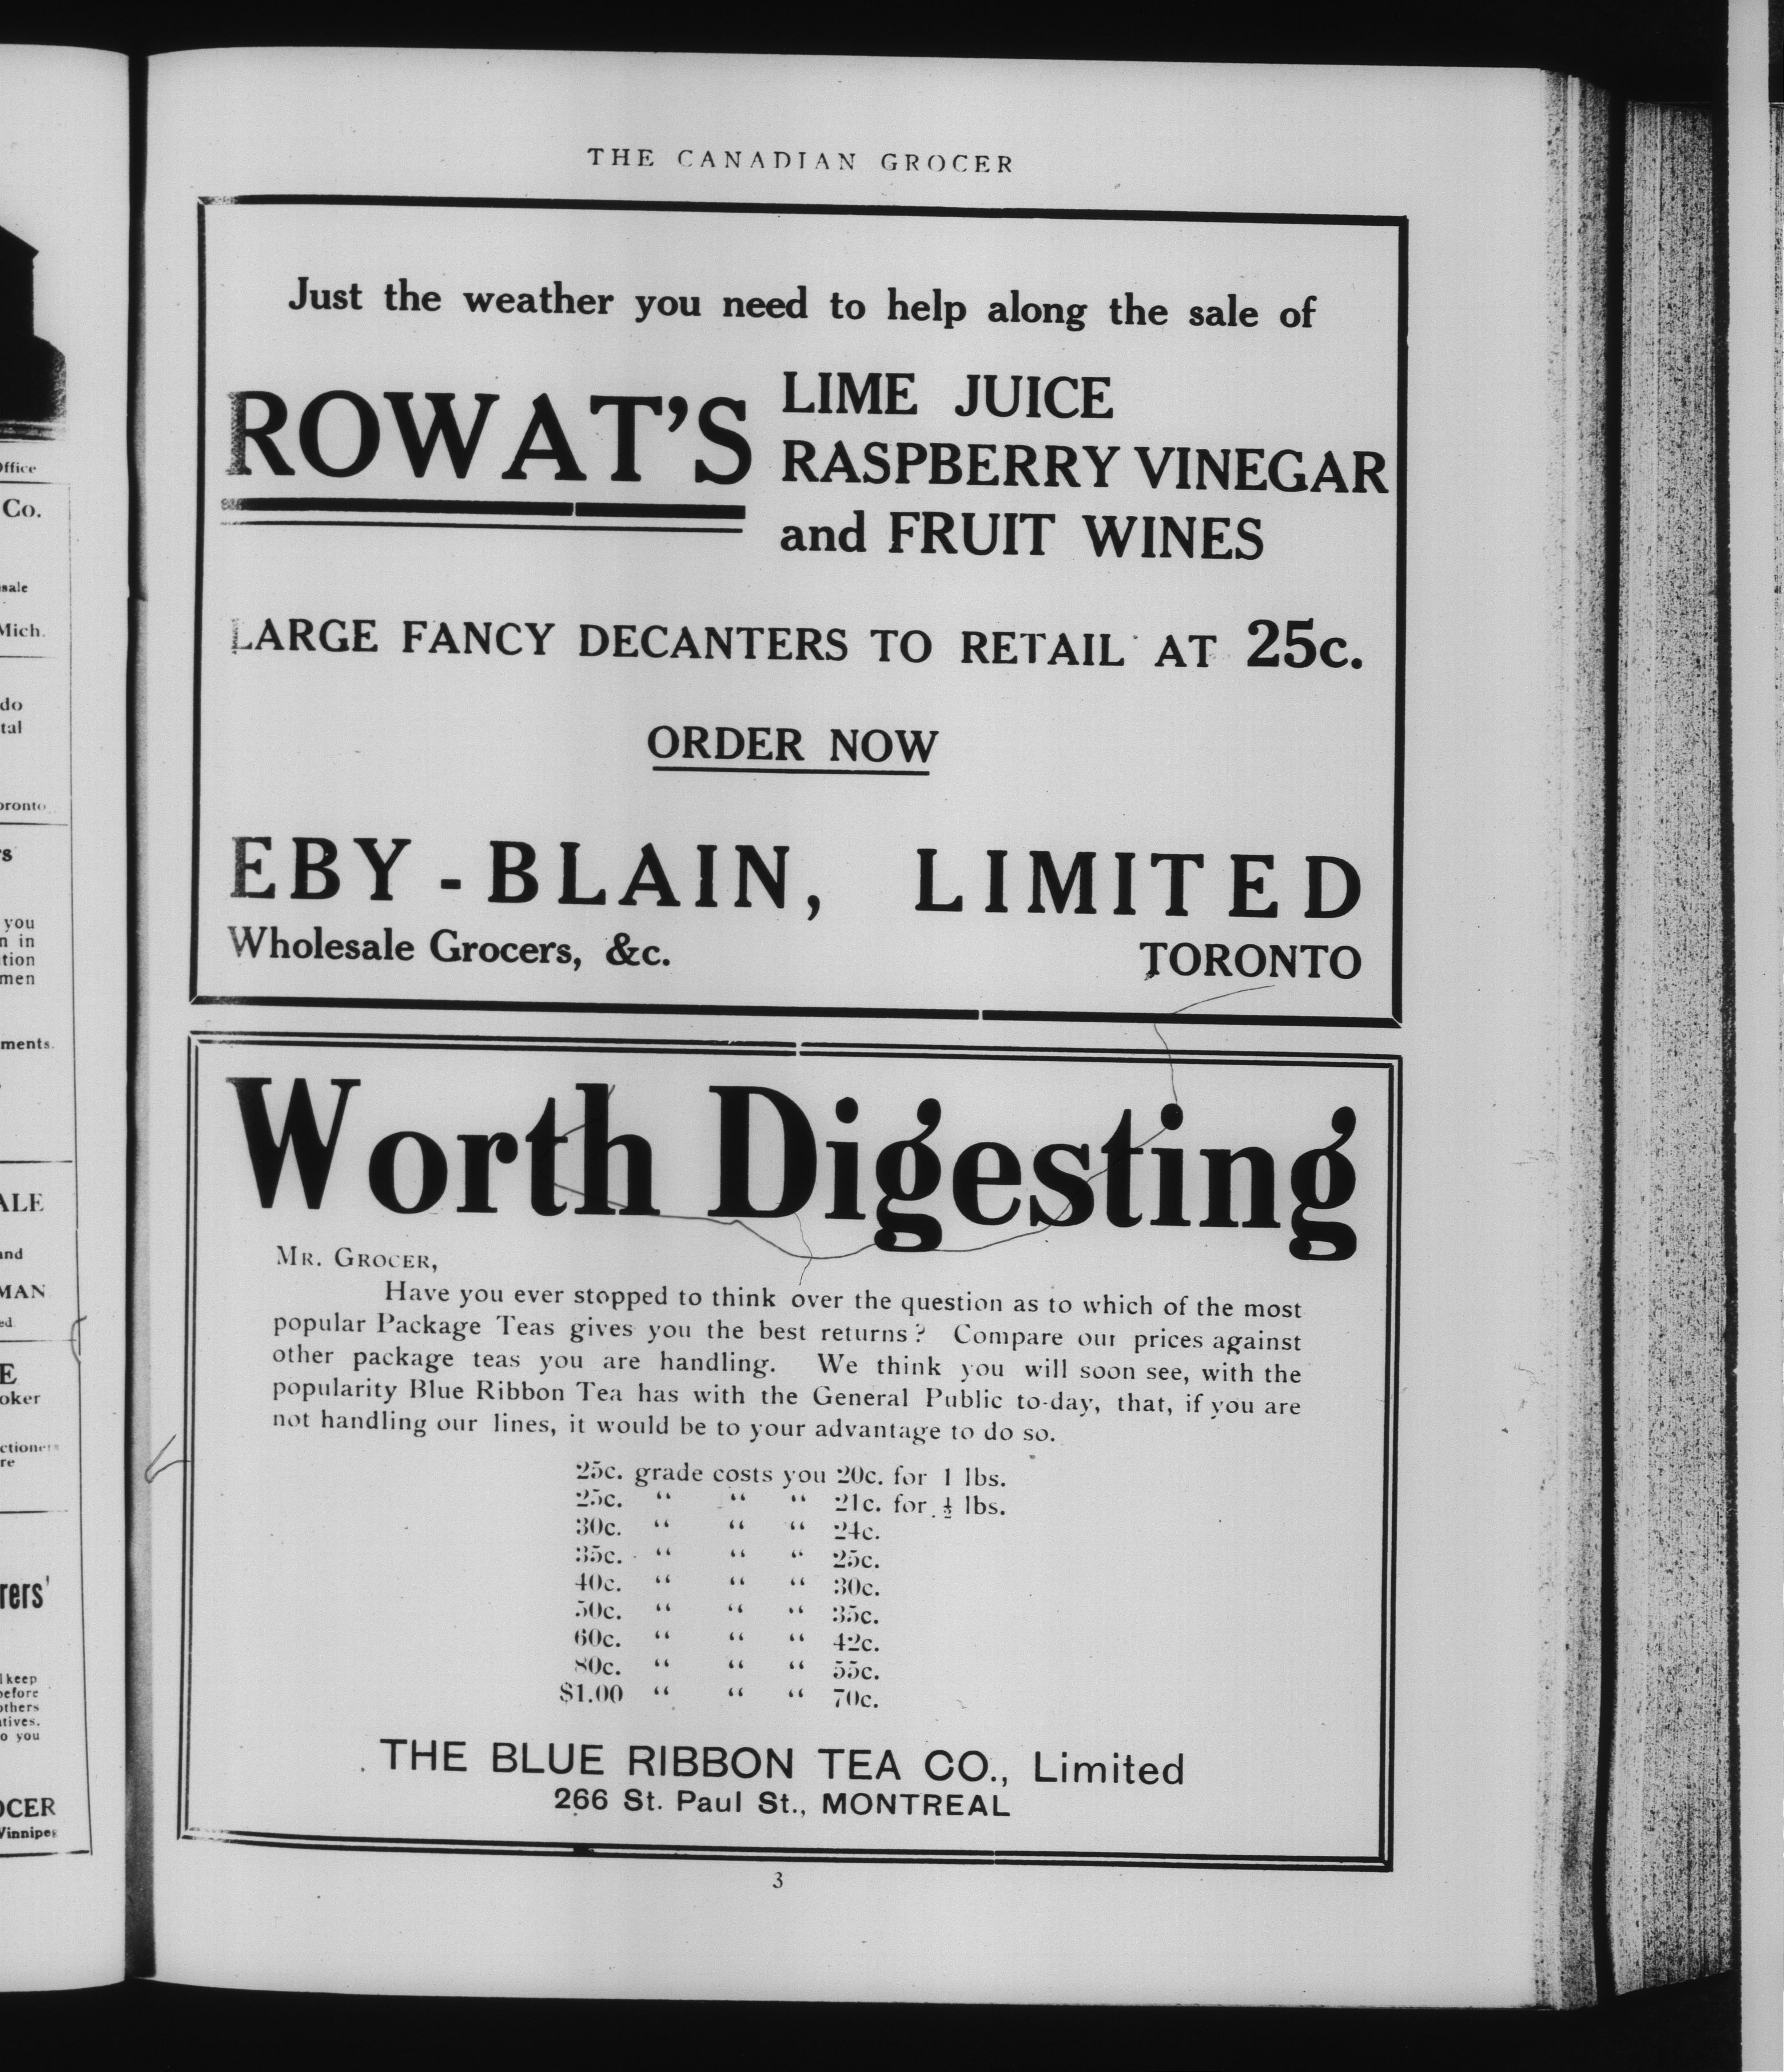 THE CANADIAN GROCER
Just the weather you need to help along the sale of
ROWAT'S
LIME JUICE
RASPBERRY VINEGAR
and FRUIT WINES
LARGE FANCY DECANTERS TO RETAIL AT 25c.
ORDER NOW
EBY-BLAIN, LIMITED
Wholesale Grocers, &c. TORONTO
Worth Digesting
MR. GROCER,
Have you ever stopped to think over the question as to which of the most
popular Package Teas gives you the best returns? Compare our prices against
other package teas you are handling. We think you will soon see, with the
popularity Blue Ribbon Tea has with the General Public to-day, that, if you are
not handling our lines, it would be to your advantage to do so.
25c. grade costs you 20c. for 1 lbs.
25c. " " " 21c. for ½ lbs.
30c. " " " 24c.
35c. " " " 25c.
40c. " " " 30c.
50c. " " " 35c.
60c. " " " 42c.
80c. " " " 55c.
$1.00 " " " 70c.
THE BLUE RIBBON TEA CO., Limited
266 St. Paul St., MONTREAL
3